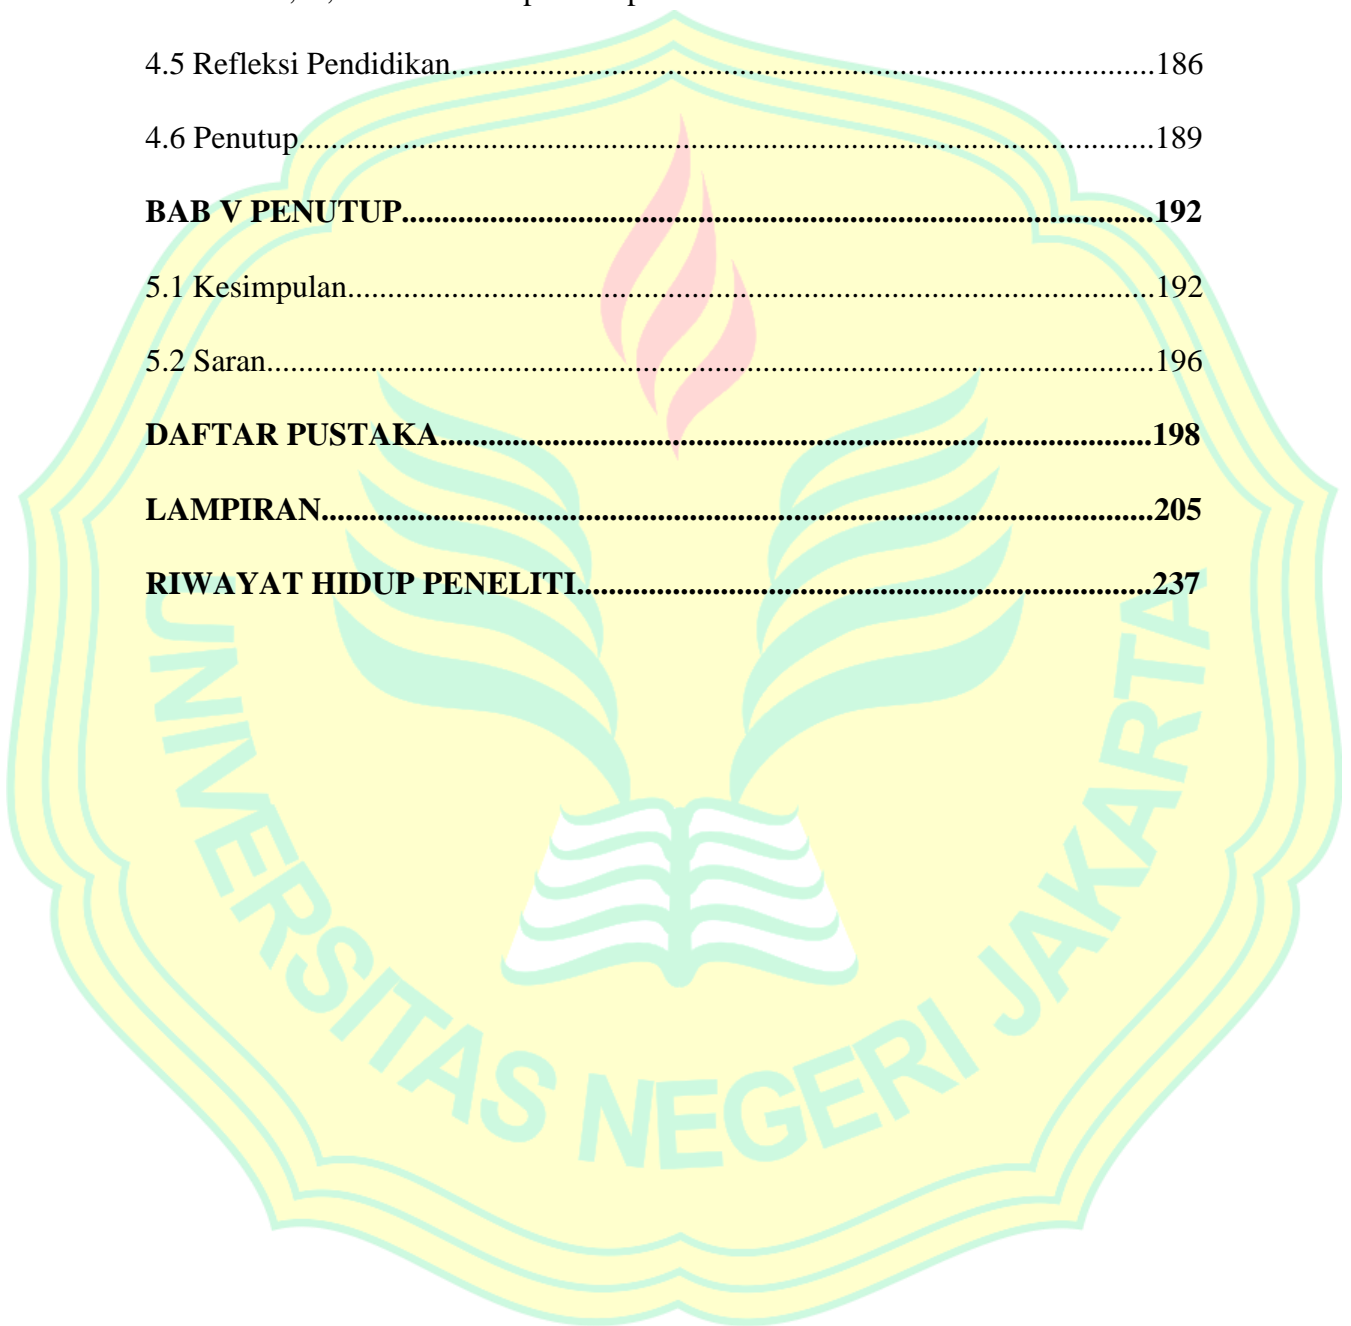 4.5 Refleksi Pendidikan..........................................................................................186
4.6 Penutup.............................................................................................................189
BAB V PENUTUP................................................................................................192
5.1 Kesimpulan.......................................................................................................192
5.2 Saran.................................................................................................................196
DAFTAR PUSTAKA...........................................................................................198
LAMPIRAN..........................................................................................................205
RIWAYAT HIDUP PENELITI.........................................................................237
UNIVERSITAS NEGERI JAKARTA